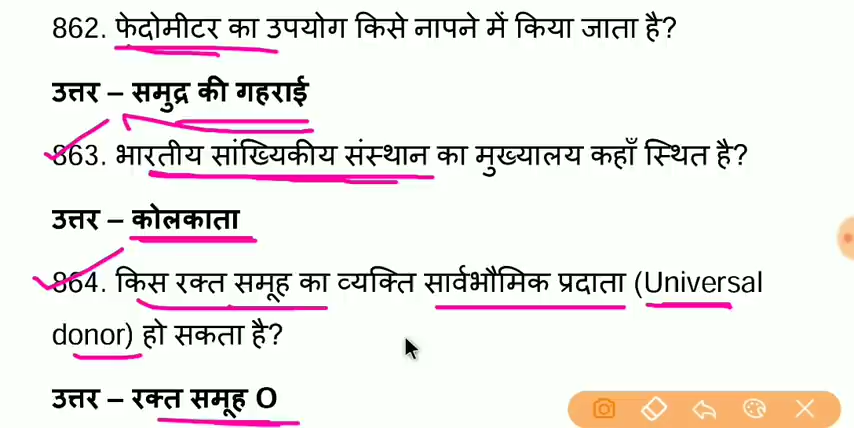 862. फेदोमीटर का उपयोग किसे नापने में किया जाता है?
उत्तर – समुद्र की गहराई
863. भारतीय सांख्यिकीय संस्थान का मुख्यालय कहाँ स्थित है?
उत्तर – कोलकाता
864. किस रक्त समूह का व्यक्ति सार्वभौमिक प्रदाता (Universal
donor) हो सकता है?
उत्तर – रक्त समूह O